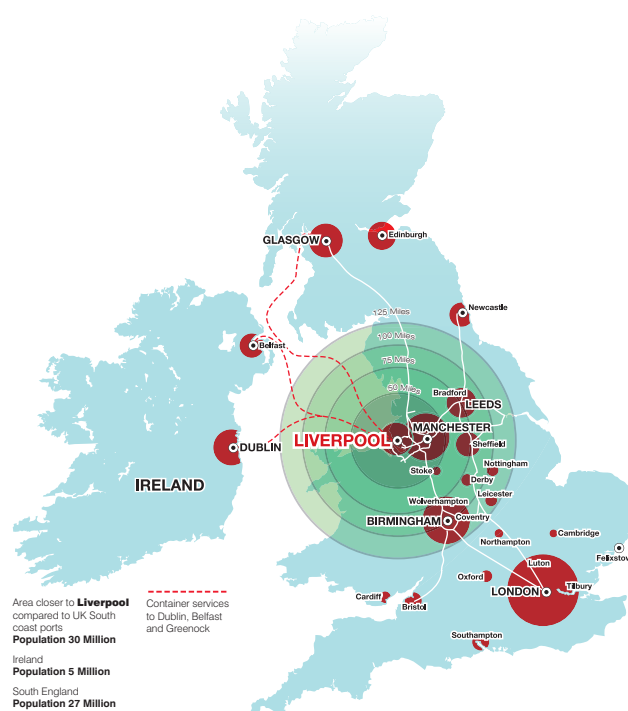 GLASGOW
Edinburgh
125 Miles
Newcastle
100 Miles
Belfast
75 Miles
50 Miles
Bradford
LEEDS
MANCHESTER
LIVERPOOL
DUBLIN
Sheffield
Nottingham
Stoke
Derby
IRELAND
Leicester
Wolverhampton
BIRMINGHAM
Coventry
Northampton
Cambridge
Felixstow
Luton
Oxford
Tilbury
LONDON
Cardiff
Bristol
Southampton
Area closer to Liverpool
compared to UK South
coast ports
Population 30 Million
Ireland
Population 5 Million
South England
Population 27 Million
Container services
to Dublin, Belfast
and Greenock